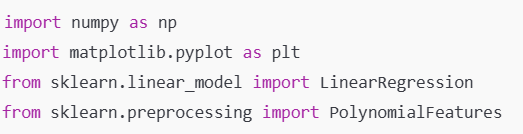 import numpy as np
import matplotlib.pyplot as plt
from sklearn.linear_model import LinearRegression
from sklearn.preprocessing import PolynomialFeatures